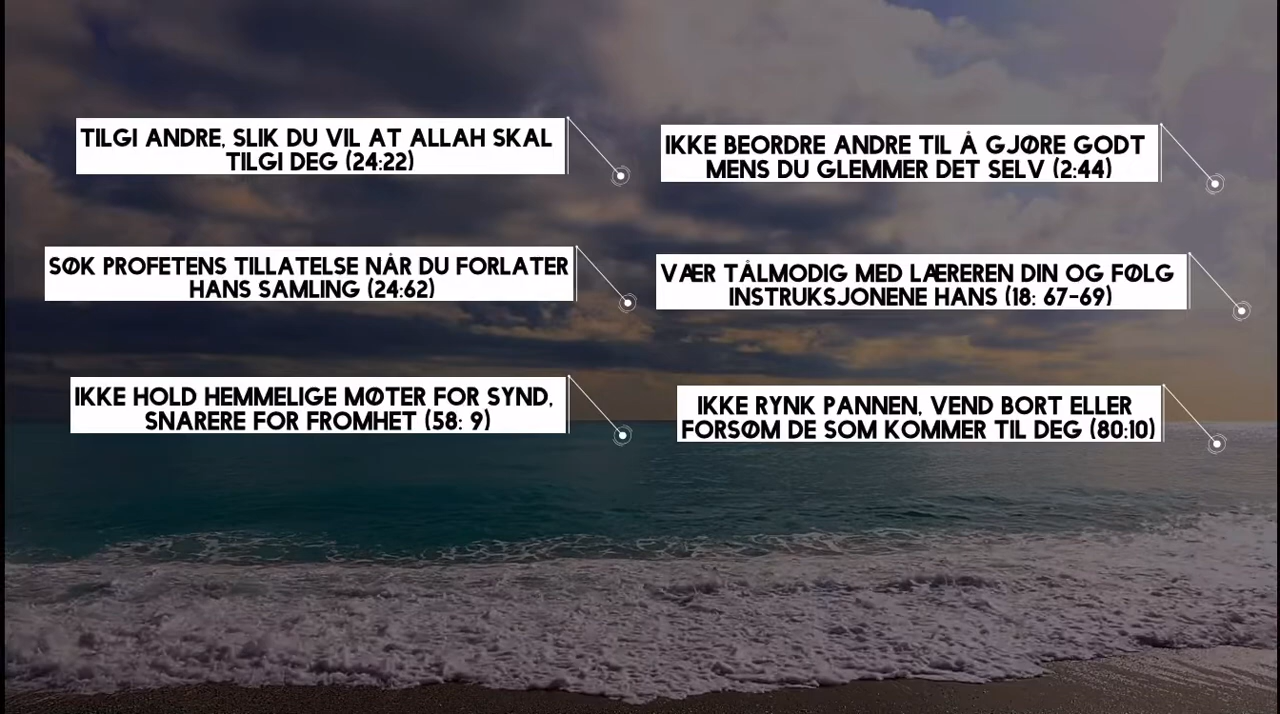 TILGI ANDRE, SLIK DU VIL AT ALLAH SKAL
TILGI DEG (24:22)
IKKE BEORDRE ANDRE TIL Å GJØRE GODT
MENS DU GLEMMER DET SELV (2:44)
SØK PROFETENS TILLATELSE NÅR DU FORLATER
HANS SAMLING (24:62)
VÆR TÅLMODIG MED LÆREREN DIN OG FØLG
INSTRUKSJONENE HANS (18: 67-69)
IKKE HOLD HEMMELIGE MØTER FOR SYND,
SNARERE FOR FROMHET (58: 9)
IKKE RYNK PANNEN, VEND BORT ELLER
FORSØM DE SOM KOMMER TIL DEG (80:10)